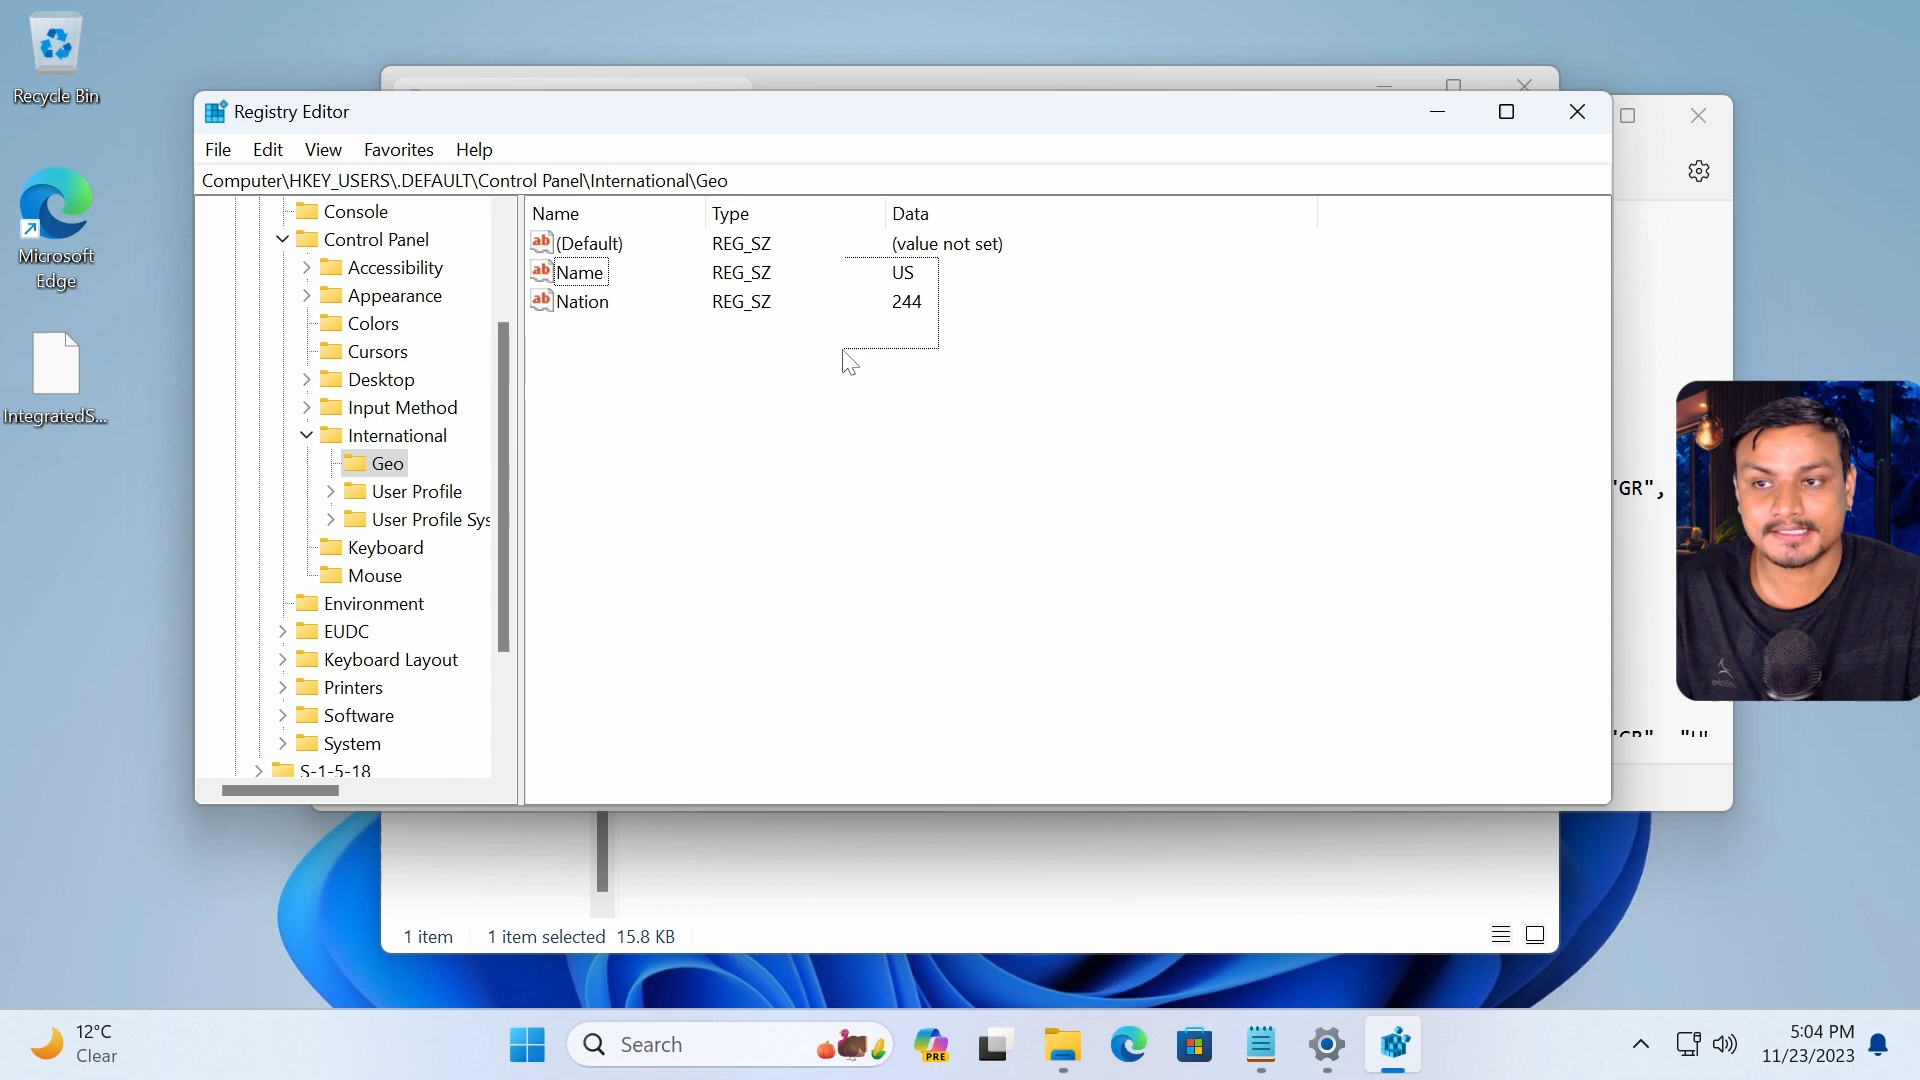 Recycle Bin
Microsoft
Edge
IntegratedS...
Registry Editor
File Edit View Favorites Help
Computer\HKEY_USERS\.DEFAULT\Control Panel\International\Geo
Console
Control Panel
Accessibility
Appearance
Colors
Cursors
Desktop
Input Method
International
Geo
User Profile
User Profile Sys
Keyboard
Mouse
Environment
EUDC
Keyboard Layout
Printers
Software
System
S-1-5-18
Name Type Data
(Default) REG_SZ (value not set)
Name REG_SZ US
Nation REG_SZ 244
"GR",
1 item 1 item selected 15.8 KB
12°C
Clear
Search
PRE
5:04 PM
11/23/2023